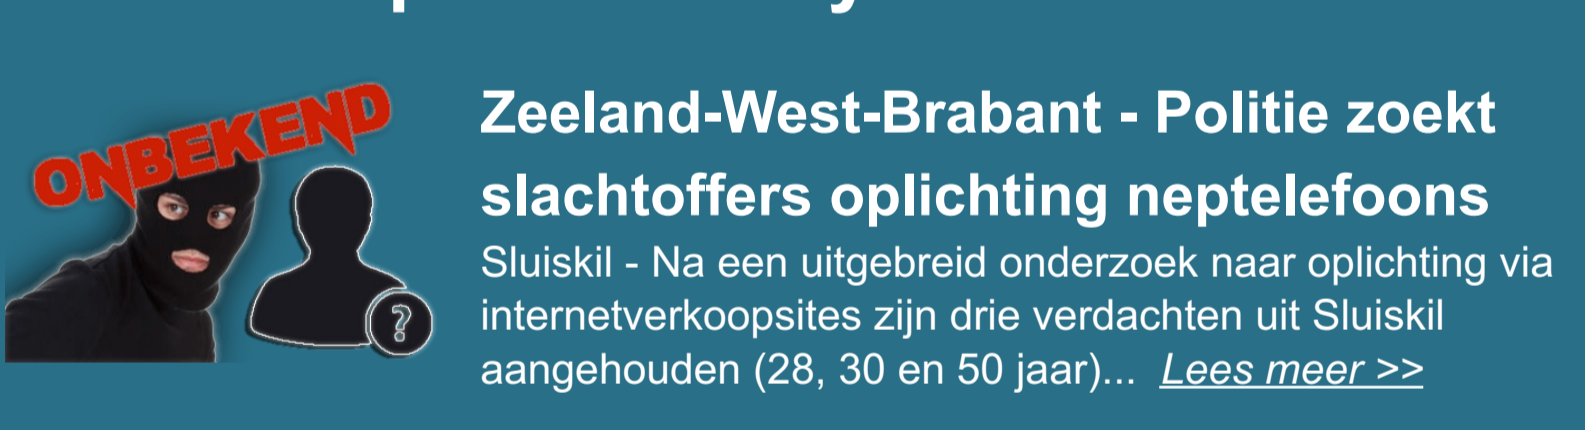 ONBEKEND
Zeeland-West-Brabant - Politie zoekt
slachtoffers oplichting neptelefoons
Sluiskil - Na een uitgebreid onderzoek naar oplichting via
internetverkoopsites zijn drie verdachten uit Sluiskil
aangehouden (28, 30 en 50 jaar)... Lees meer >>
?